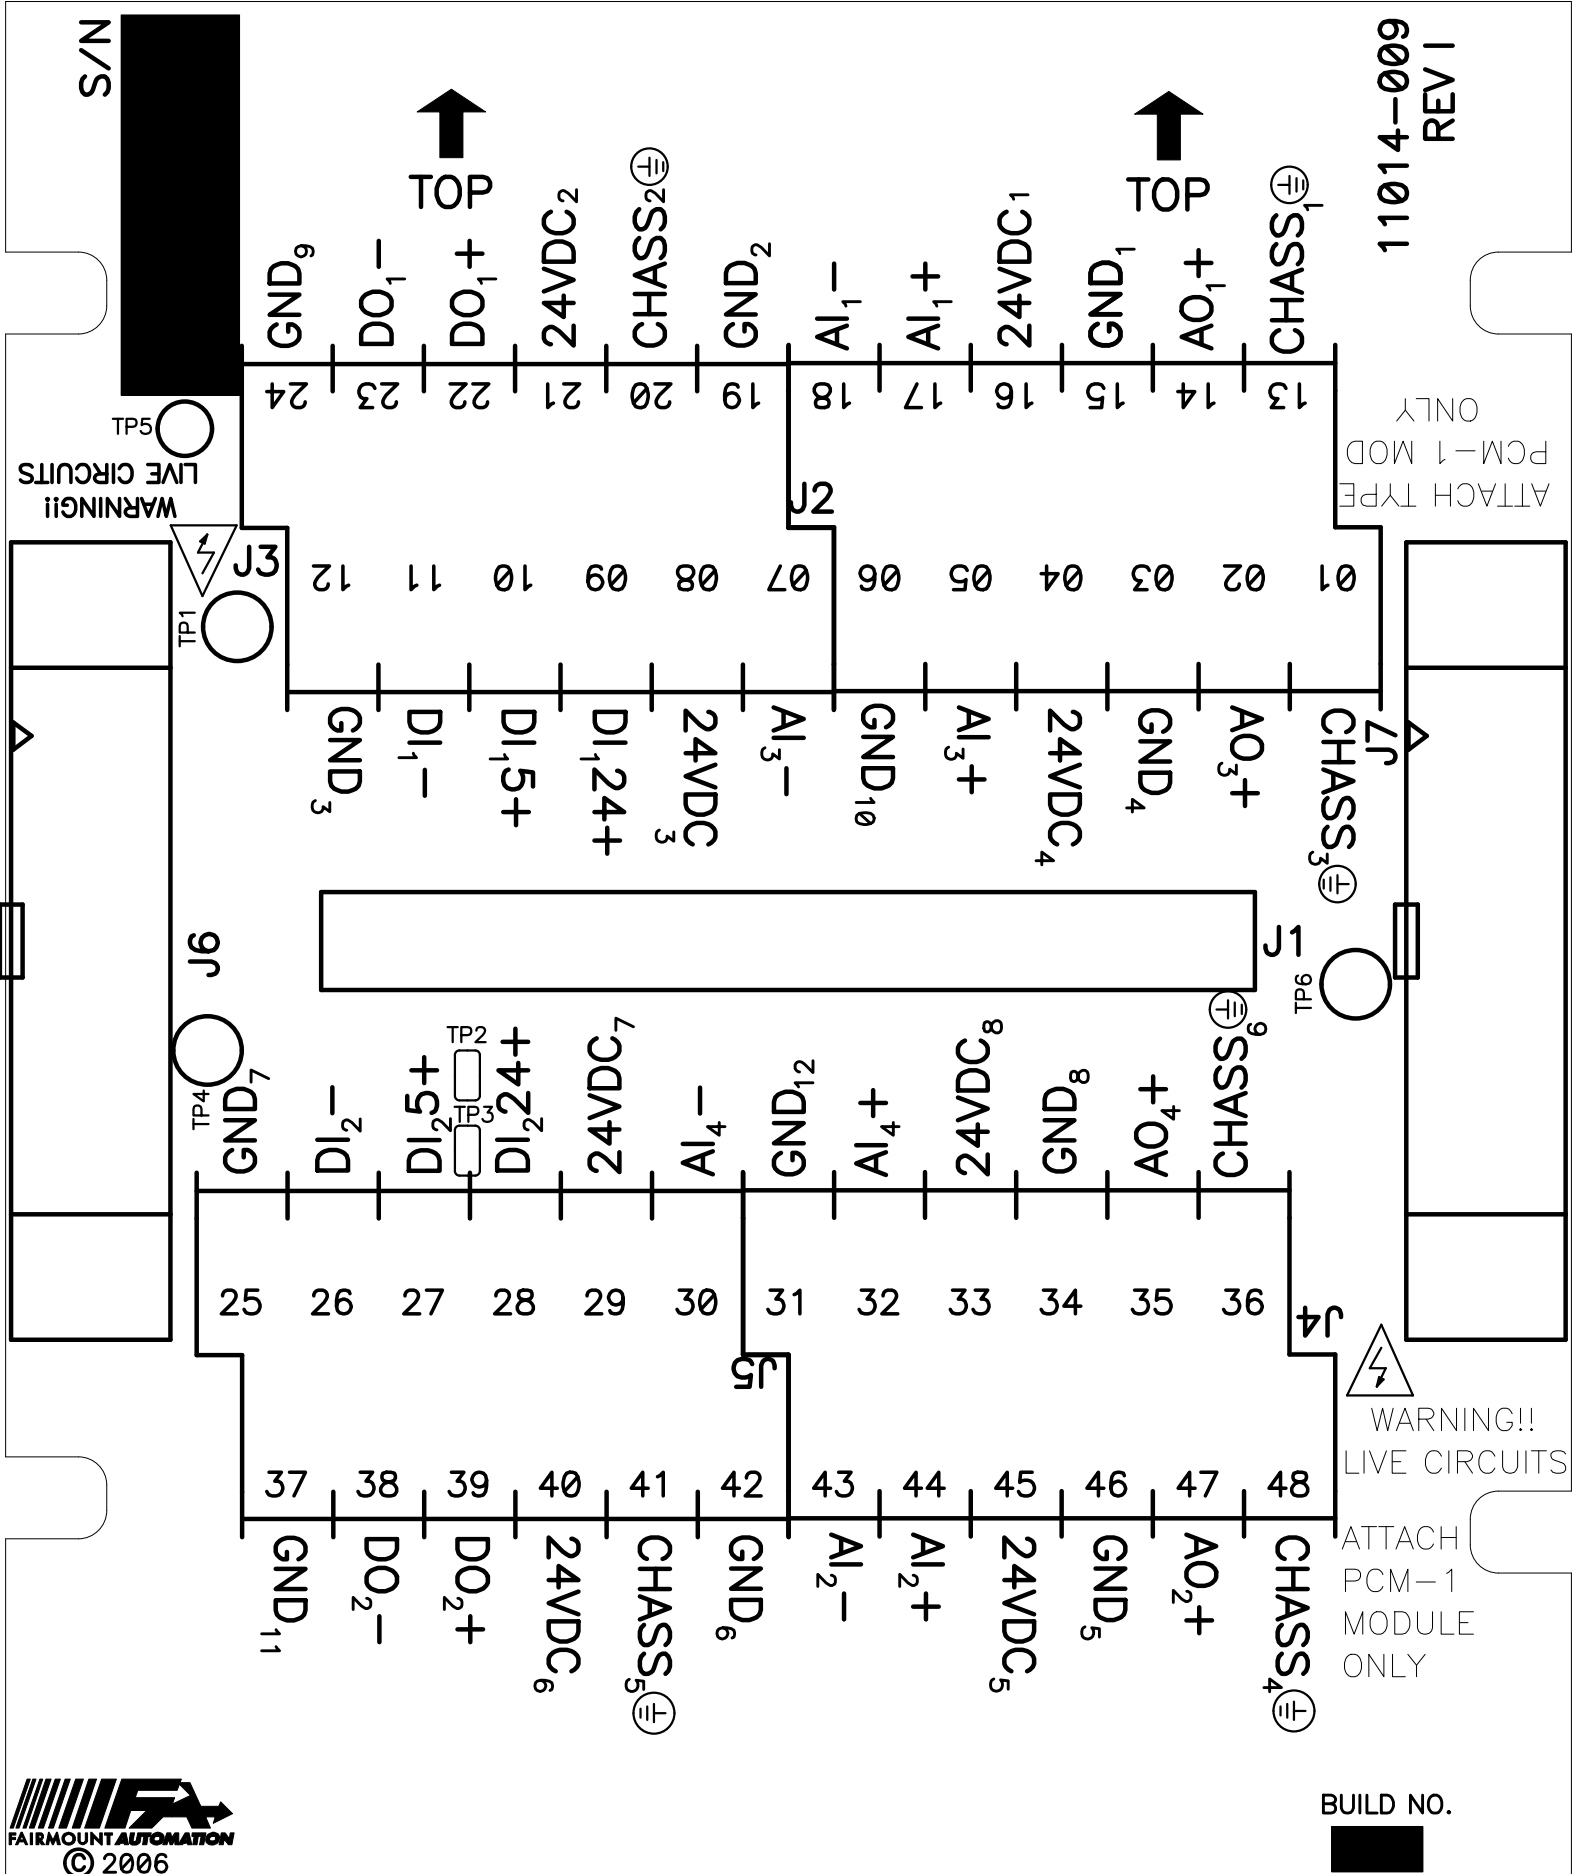 S/N
11014-009
REV I
TOP
TOP
GND9
DO1-
DO1+
24VDC2
CHASS2
GND2
AI1-
AI1+
24VDC1
GND1
AO1+
CHASS1
24 23 22 21 20 19 18 17 16 15 14 13
TP5
WARNING!!
LIVE CIRCUITS
ATTACH TYPE
PCM-1 MOD
ONLY
J2
J3
12 11 10 09 08 07 06 05 04 03 02 01
TP1
GND3
DI1-
DI15+
DI124+
24VDC3
AI3-
GND10
AI3+
24VDC4
GND4
AO3+
CHASS3
J7
J6
J1
TP6
TP4
GND7
DI2-
DI25+
TP2
TP3
DI224+
24VDC7
AI4-
GND12
AI4+
24VDC8
GND8
AO4+
CHASS6
25 26 27 28 29 30 31 32 33 34 35 36
J4
J5
WARNING!!
LIVE CIRCUITS
37 38 39 40 41 42 43 44 45 46 47 48
GND11
DO2-
DO2+
24VDC6
CHASS5
GND6
AI2-
AI2+
24VDC5
GND5
AO2+
CHASS4
ATTACH
PCM-1
MODULE
ONLY
FA
FAIRMOUNT AUTOMATION
© 2006
BUILD NO.